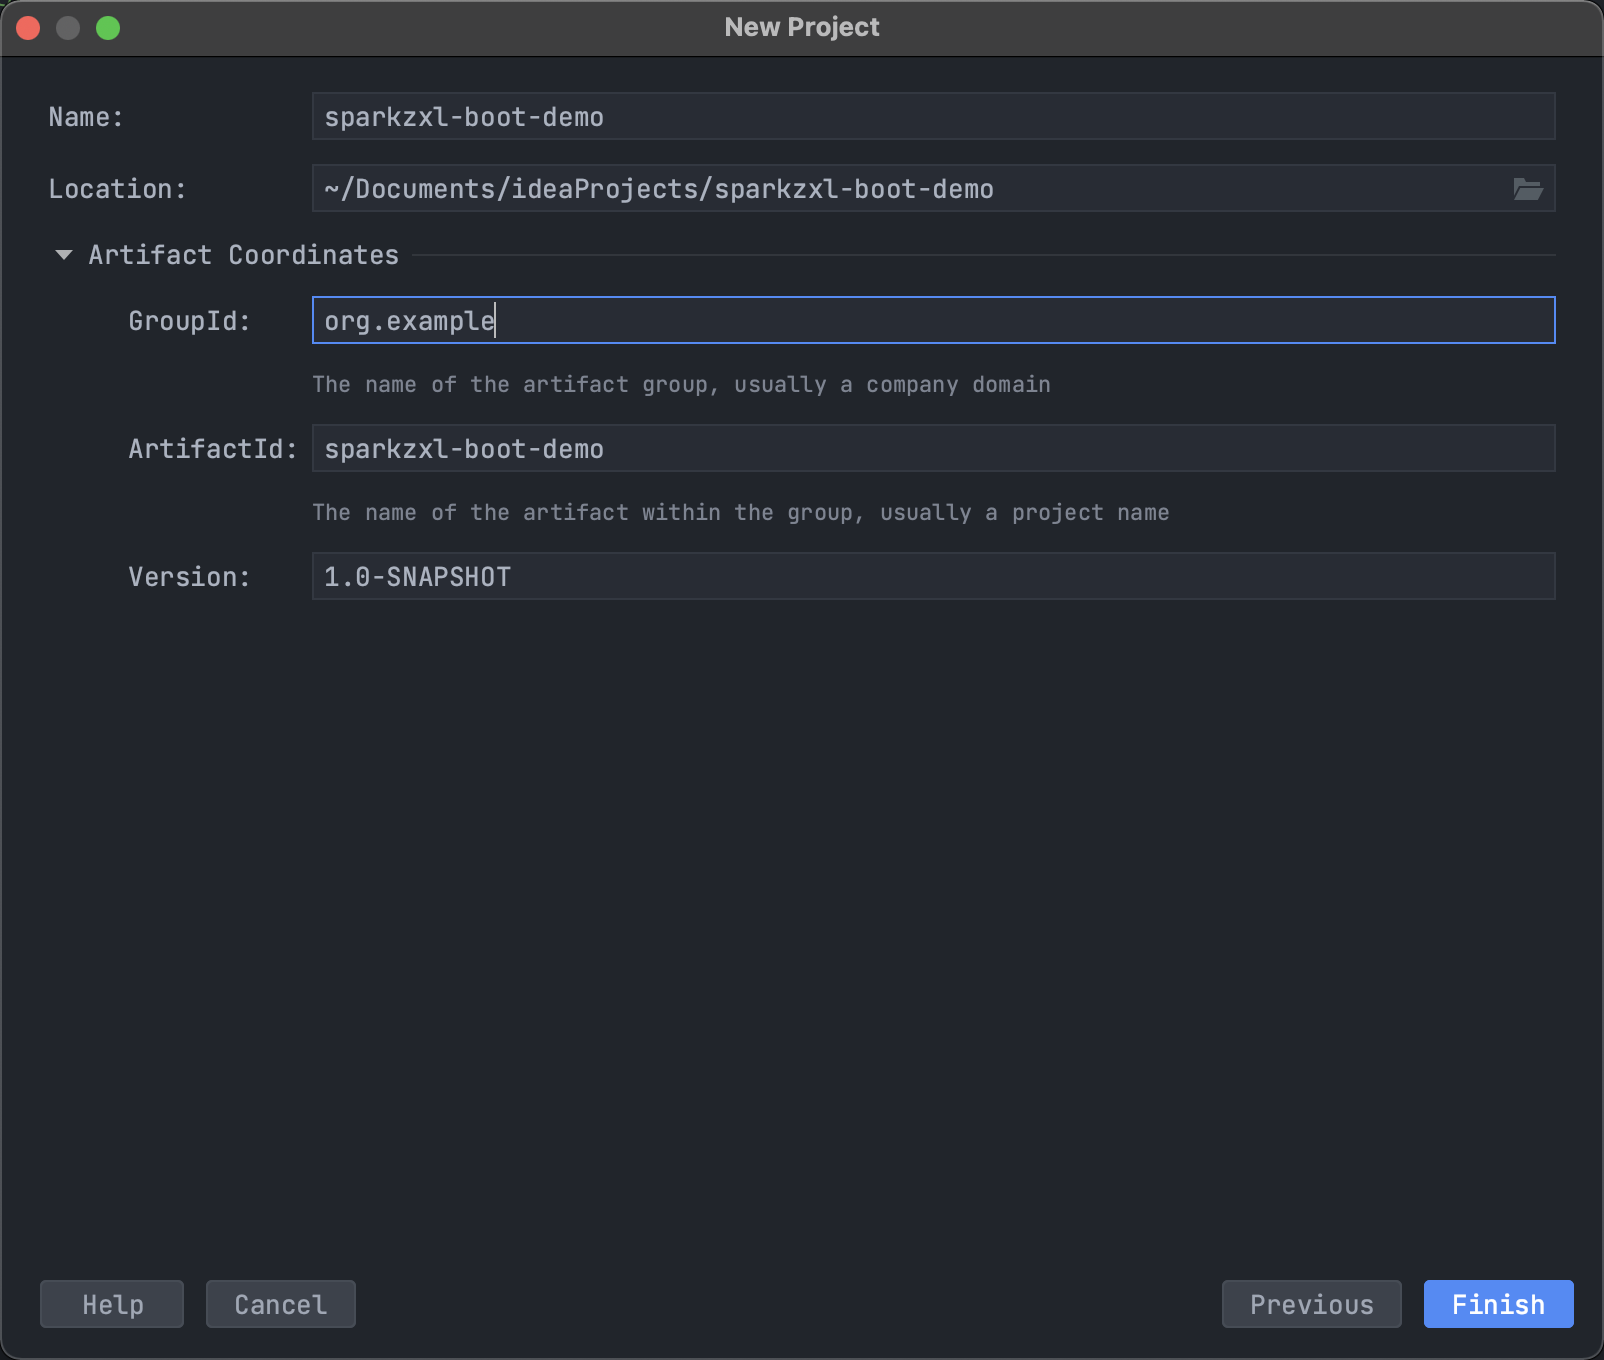 New Project
Name: sparkzxl-boot-demo
Location: ~/Documents/ideaProjects/sparkzxl-boot-demo
Artifact Coordinates
GroupId: org.example
The name of the artifact group, usually a company domain
ArtifactId: sparkzxl-boot-demo
The name of the artifact within the group, usually a project name
Version: 1.0-SNAPSHOT
Help Cancel Previous Finish